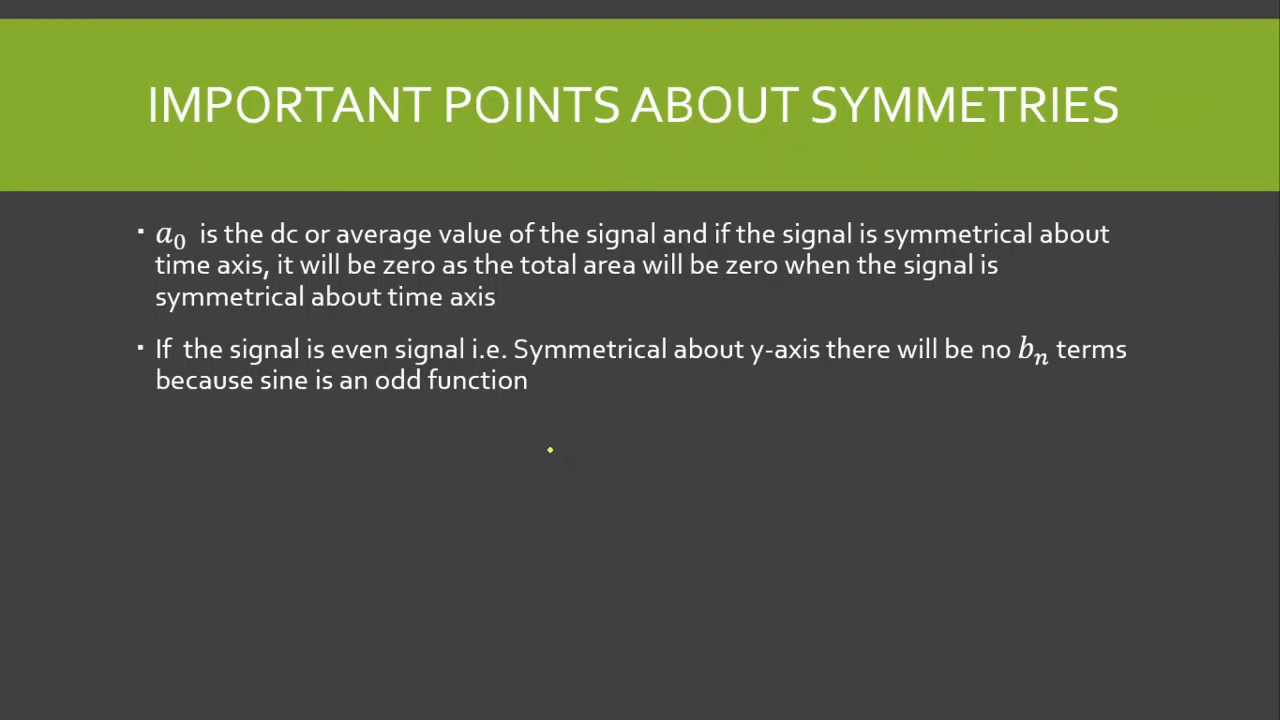 IMPORTANT POINTS ABOUT SYMMETRIES
▪ a₀ is the dc or average value of the signal and if the signal is symmetrical about
time axis, it will be zero as the total area will be zero when the signal is
symmetrical about time axis
▪ If the signal is even signal i.e. Symmetrical about y-axis there will be no bₙ terms
because sine is an odd function